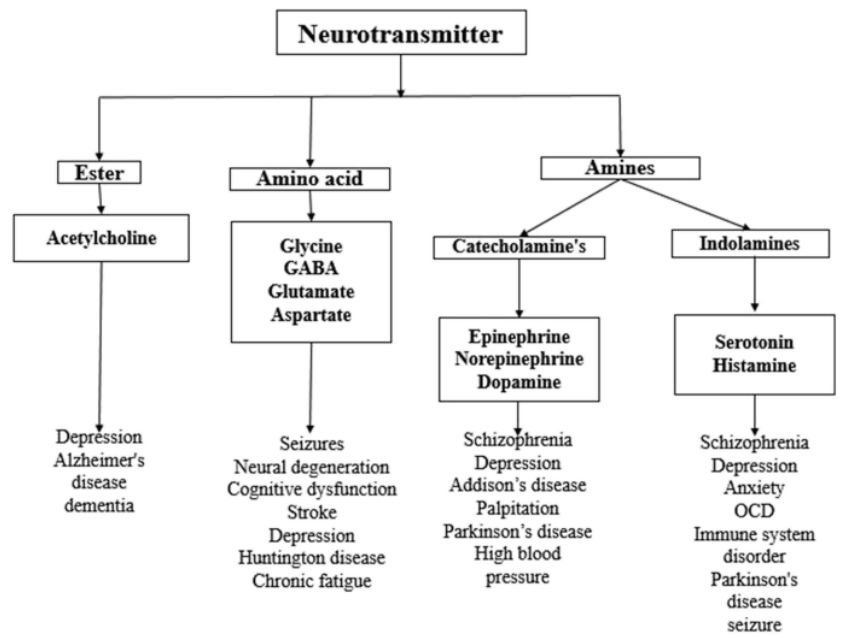 Neurotransmitter
Ester
Amino acid
Amines
Acetylcholine
Glycine
GABA
Glutamate
Aspartate
Catecholamine's
Indolamines
Epinephrine
Norepinephrine
Dopamine
Serotonin
Histamine
Depression
Alzheimer's
disease
dementia
Seizures
Neural degeneration
Cognitive dysfunction
Stroke
Depression
Huntington disease
Chronic fatigue
Schizophrenia
Depression
Addison’s disease
Palpitation
Parkinson’s disease
High blood
pressure
Schizophrenia
Depression
Anxiety
OCD
Immune system
disorder
Parkinson's
disease
seizure